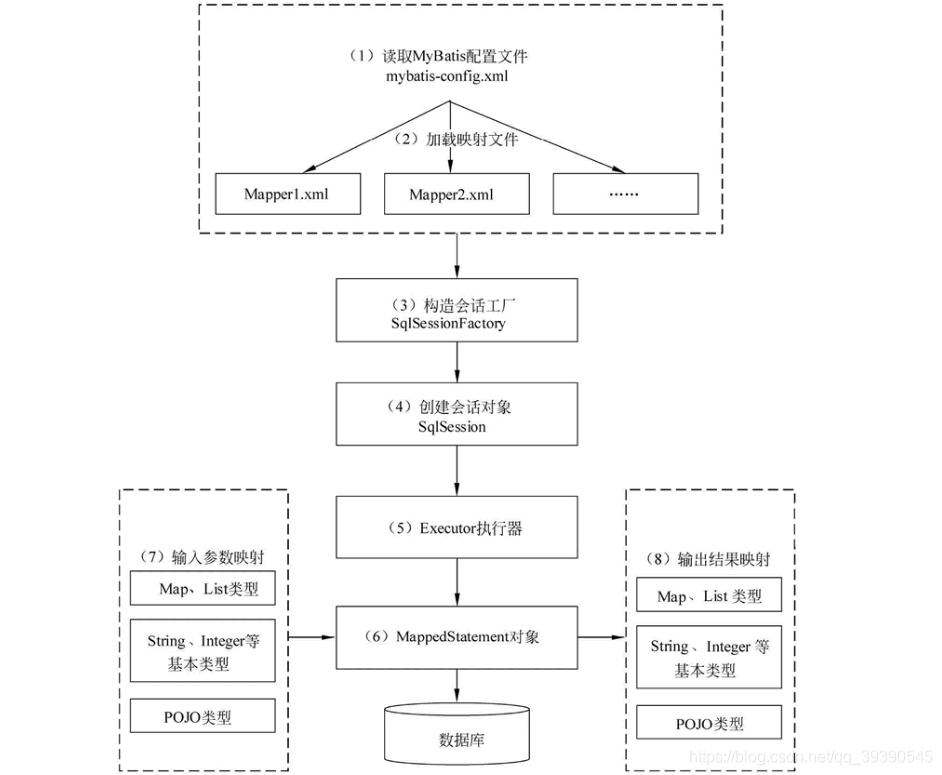 （1）读取MyBatis配置文件
mybatis-config.xml
（2）加载映射文件
Mapper1.xml
Mapper2.xml
……
（3）构造会话工厂
SqlSessionFactory
（4）创建会话对象
SqlSession
（5）Executor执行器
（7）输入参数映射
Map、List类型
String、Integer等
基本类型
POJO类型
（6）MappedStatement对象
（8）输出结果映射
Map、List 类型
String、Integer 等
基本类型
POJO类型
数据库
https://blog.csdn.net/qq_39390545